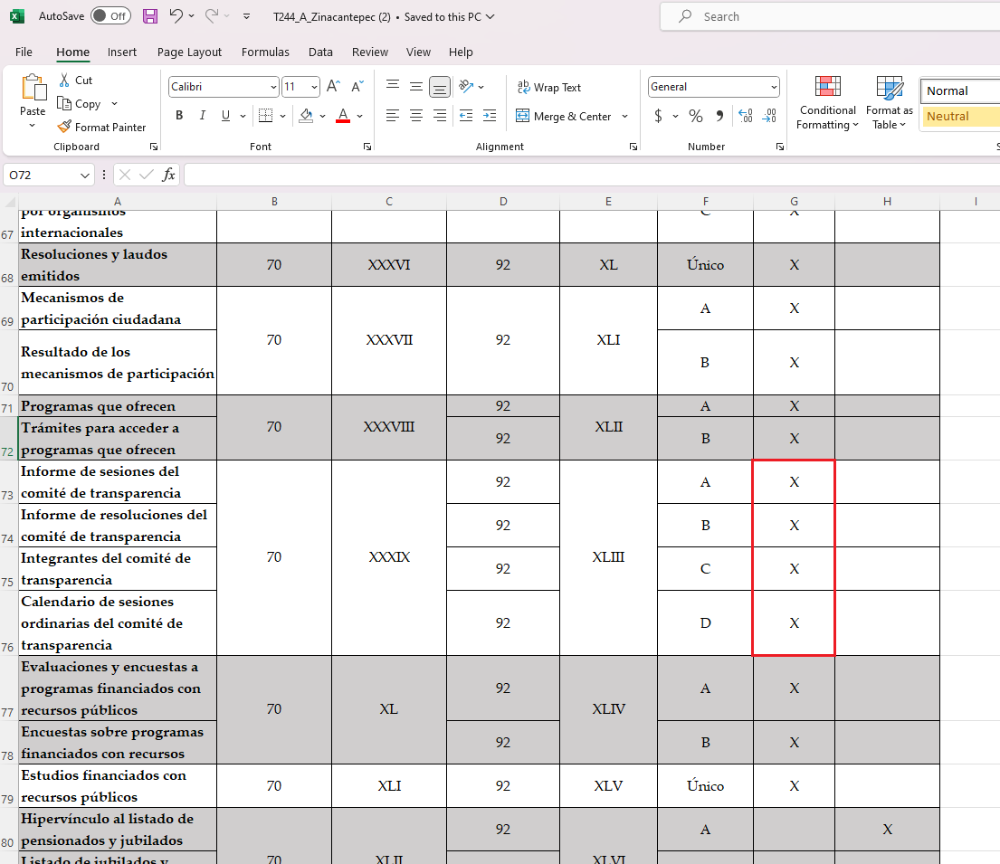 AutoSave Off T244_A_Zinacantepec (2) • Saved to this PC Search
File Home Insert Page Layout Formulas Data Review View Help
Paste Cut Copy Format Painter Clipboard
Calibri 11 B I U A Font
Wrap Text Merge & Center Alignment
General $ % Number
Conditional Formatting Format as Table
Normal
Neutral
O72 fx
A B C D E F G H I
67 por organismos C X
internacionales
68 Resoluciones y laudos 70 XXXVI 92 XL Único X
emitidos
69 Mecanismos de A X
participación ciudadana
70 XXXVII 92 XLI
70 Resultado de los B X
mecanismos de participación
71 Programas que ofrecen 92 A X
70 XXXVIII XLII
72 Trámites para acceder a 92 B X
programas que ofrecen
73 Informe de sesiones del 92 A X
comité de transparencia
74 Informe de resoluciones del 92 B X
comité de transparencia
70 XXXIX XLIII
75 Integrantes del comité de 92 C X
transparencia
76 Calendario de sesiones 92 D X
ordinarias del comité de
transparencia
77 Evaluaciones y encuestas a 92 A X
programas financiados con
recursos públicos
70 XL XLIV
78 Encuestas sobre programas 92 B X
financiados con recursos
79 Estudios financiados con 70 XLI 92 XLV Único X
recursos públicos
80 Hipervínculo al listado de 92 A X
pensionados y jubilados
Listado de jubilados y 70 XLII XLVI